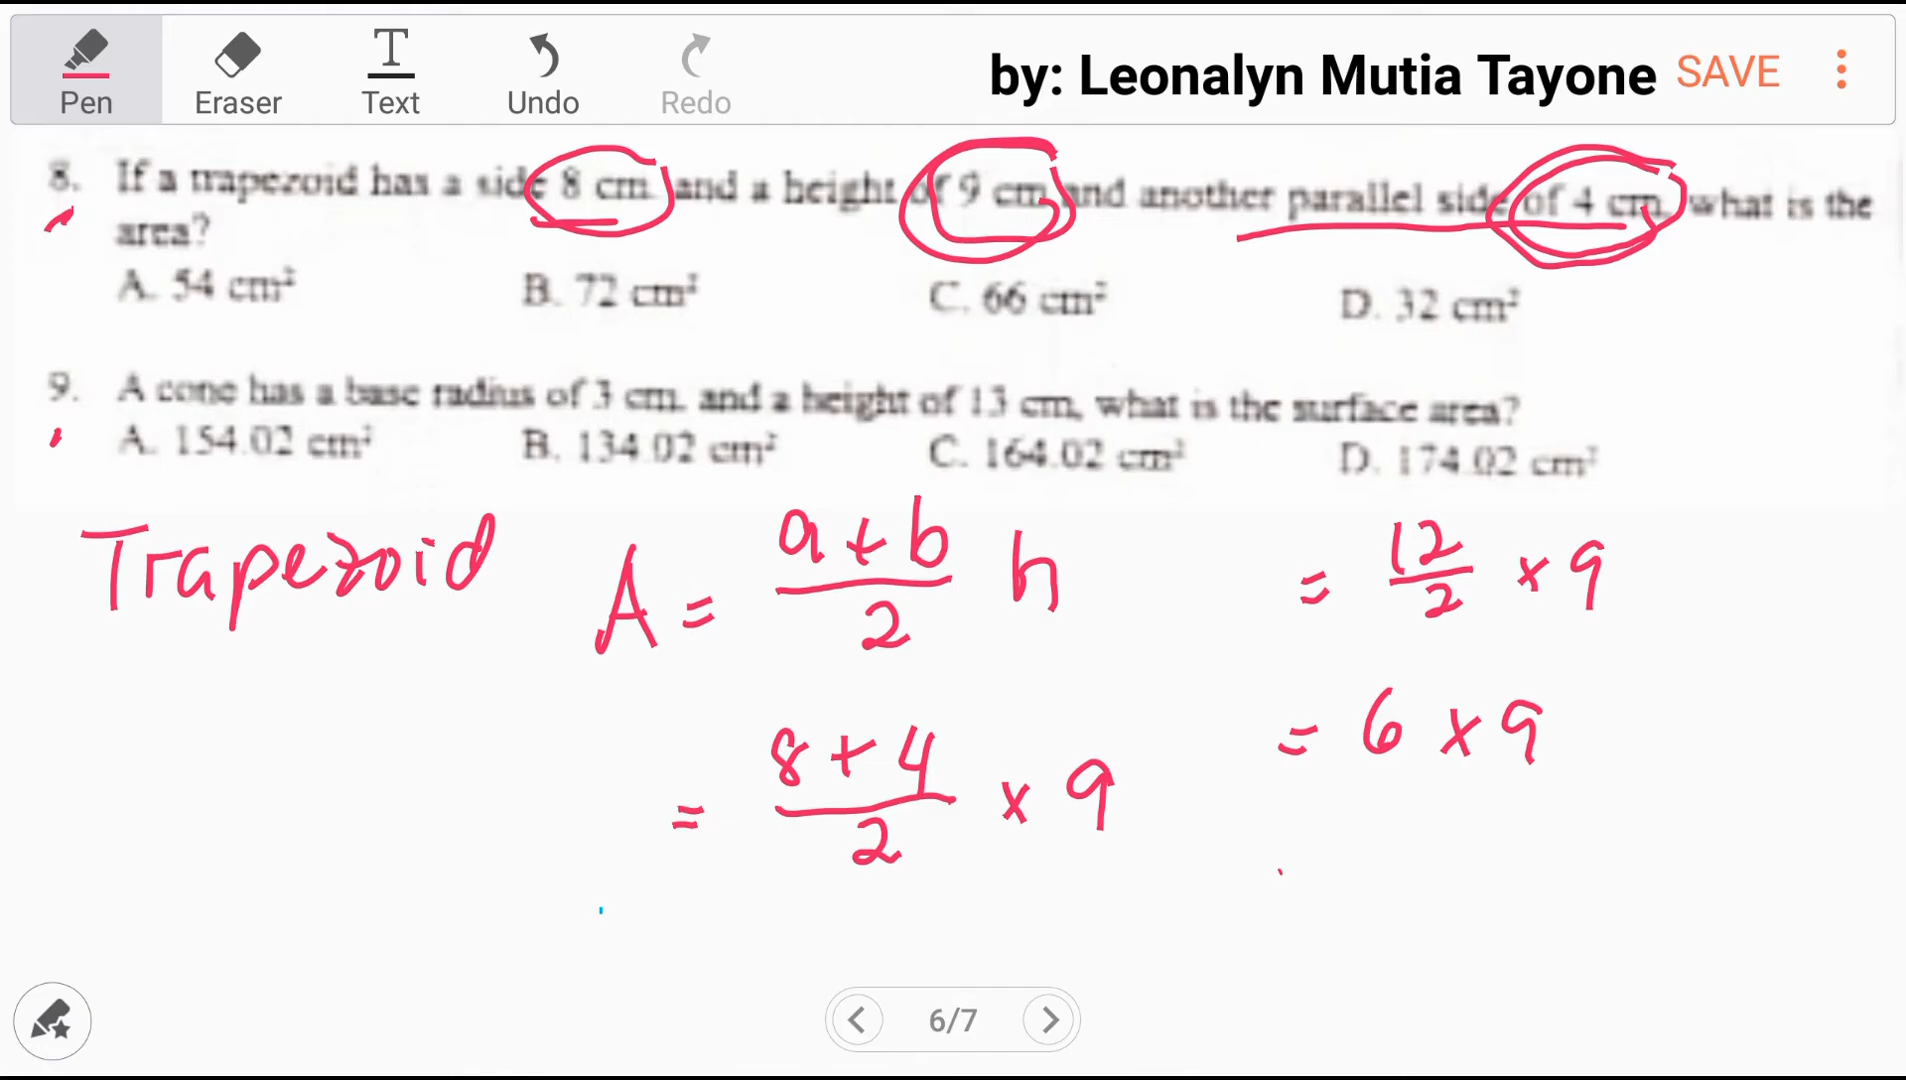 Pen Eraser Text Undo Redo by: Leonalyn Mutia Tayone SAVE
8. If a trapezoid has a side 8 cm. and a height of 9 cm and another parallel side of 4 cm, what is the
area?
A. 54 cm² B. 72 cm² C. 66 cm² D. 32 cm²
9. A cone has a base radius of 3 cm. and a height of 13 cm, what is the surface area?
A. 154.02 cm² B. 134.02 cm² C. 164.02 cm² D. 174.02 cm²
Trapezoid A = a + b / 2 h = 12 / 2 × 9
= 8 + 4 / 2 × 9 = 6 × 9
6/7